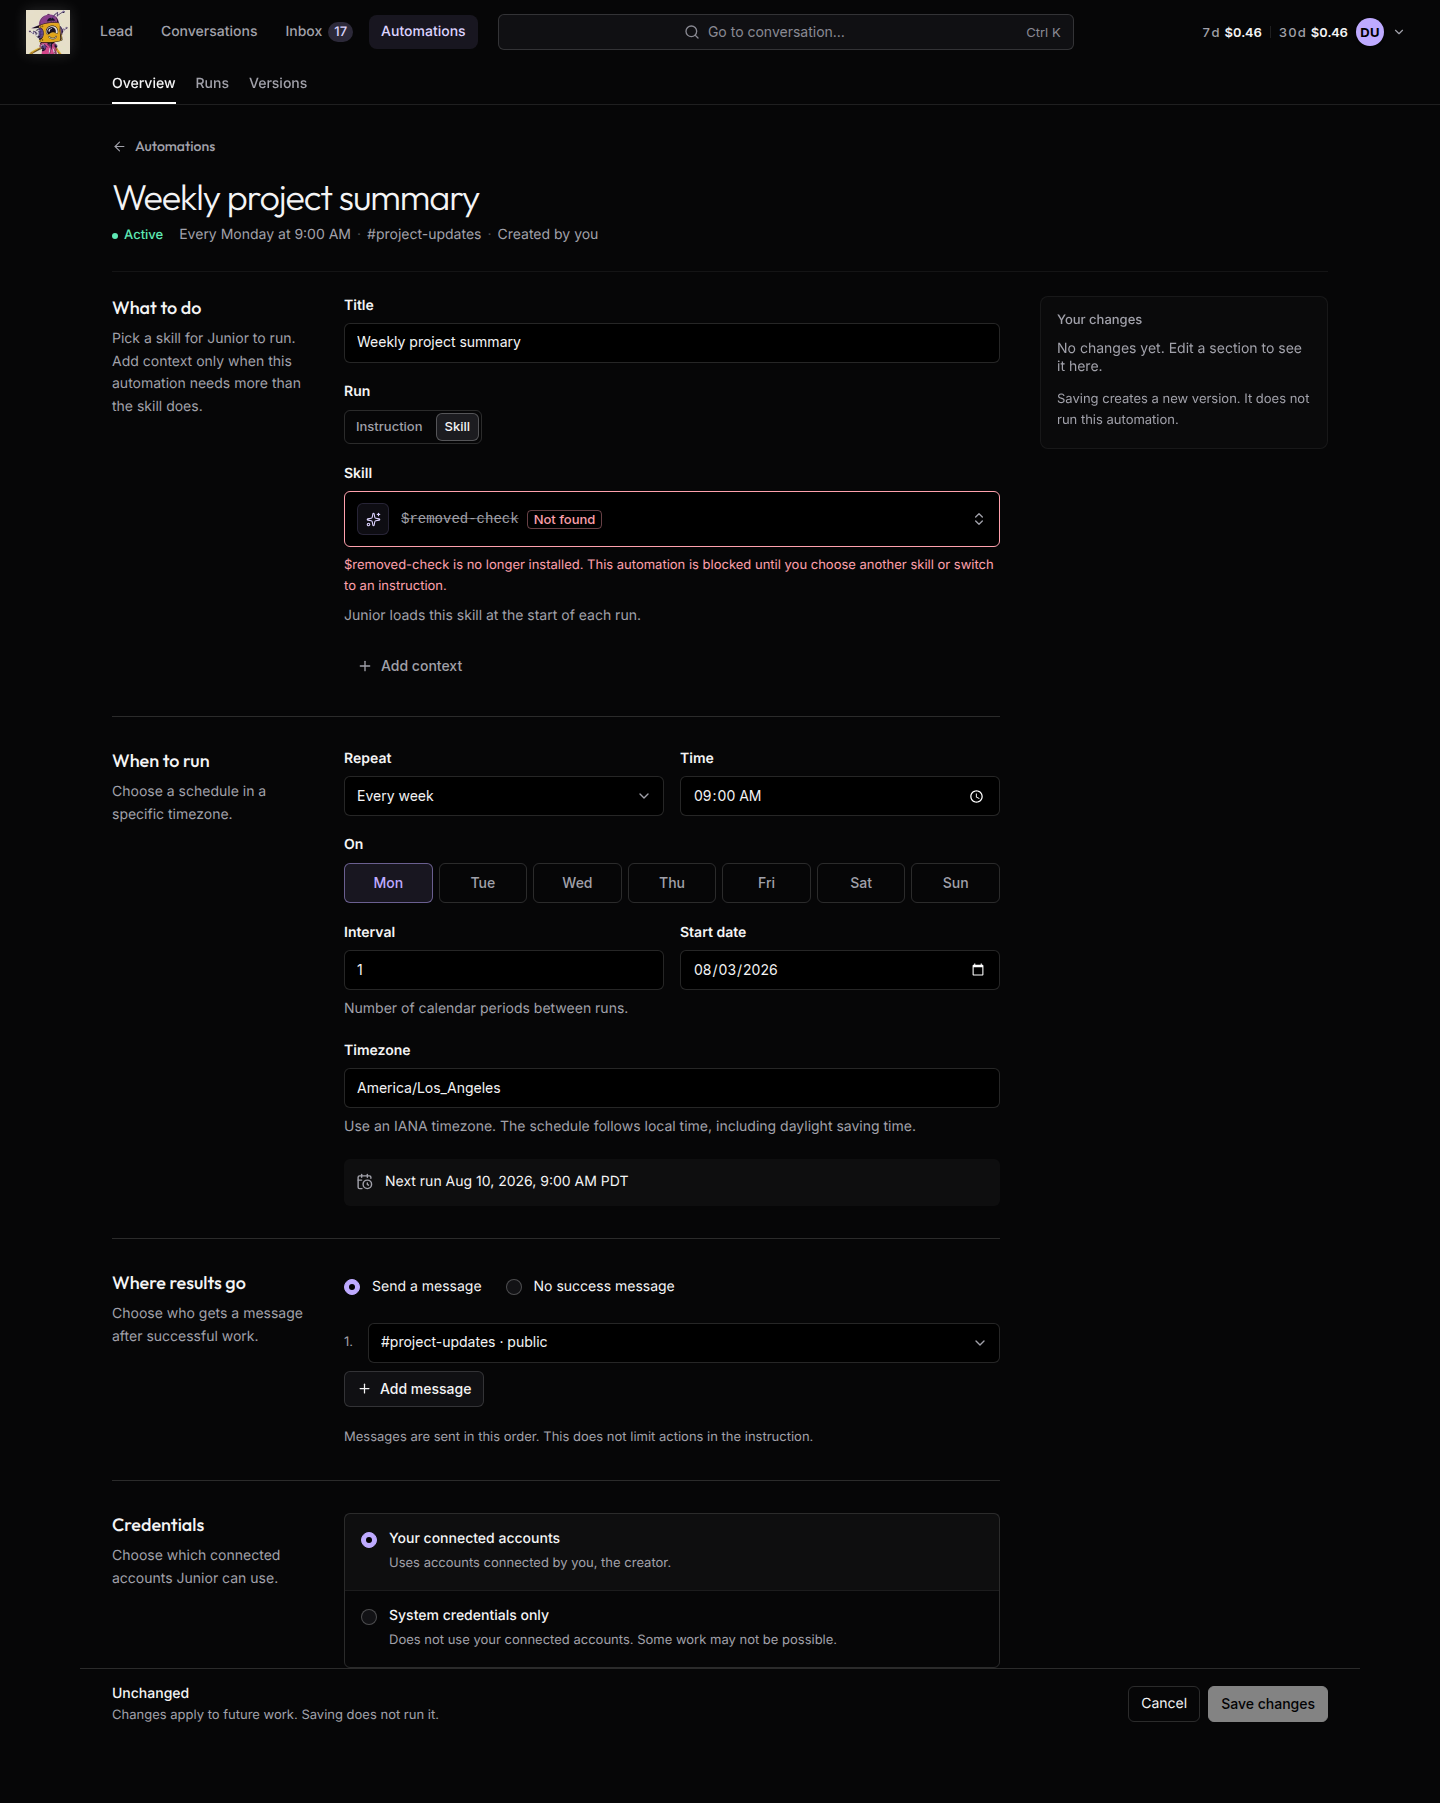 Lead
Conversations
Inbox 17
Automations
Go to conversation...
Ctrl K
7d $0.46
30d $0.46
DU
Overview
Runs
Versions
Automations
Weekly project summary
Active
Every Monday at 9:00 AM · #project-updates · Created by you
What to do
Pick a skill for Junior to run.
Add context only when this
automation needs more than
the skill does.
Title
Weekly project summary
Run
Instruction
Skill
Skill
$removed-check
Not found
$removed-check is no longer installed. This automation is blocked until you choose another skill or switch
to an instruction.
Junior loads this skill at the start of each run.
Add context
Your changes
No changes yet. Edit a section to see
it here.
Saving creates a new version. It does not
run this automation.
When to run
Choose a schedule in a
specific timezone.
Repeat
Every week
Time
09:00 AM
On
Mon
Tue
Wed
Thu
Fri
Sat
Sun
Interval
1
Start date
08/03/2026
Number of calendar periods between runs.
Timezone
America/Los_Angeles
Use an IANA timezone. The schedule follows local time, including daylight saving time.
Next run Aug 10, 2026, 9:00 AM PDT
Where results go
Choose who gets a message
after successful work.
Send a message
No success message
1.
#project-updates · public
Add message
Messages are sent in this order. This does not limit actions in the instruction.
Credentials
Choose which connected
accounts Junior can use.
Your connected accounts
Uses accounts connected by you, the creator.
System credentials only
Does not use your connected accounts. Some work may not be possible.
Unchanged
Changes apply to future work. Saving does not run it.
Cancel
Save changes